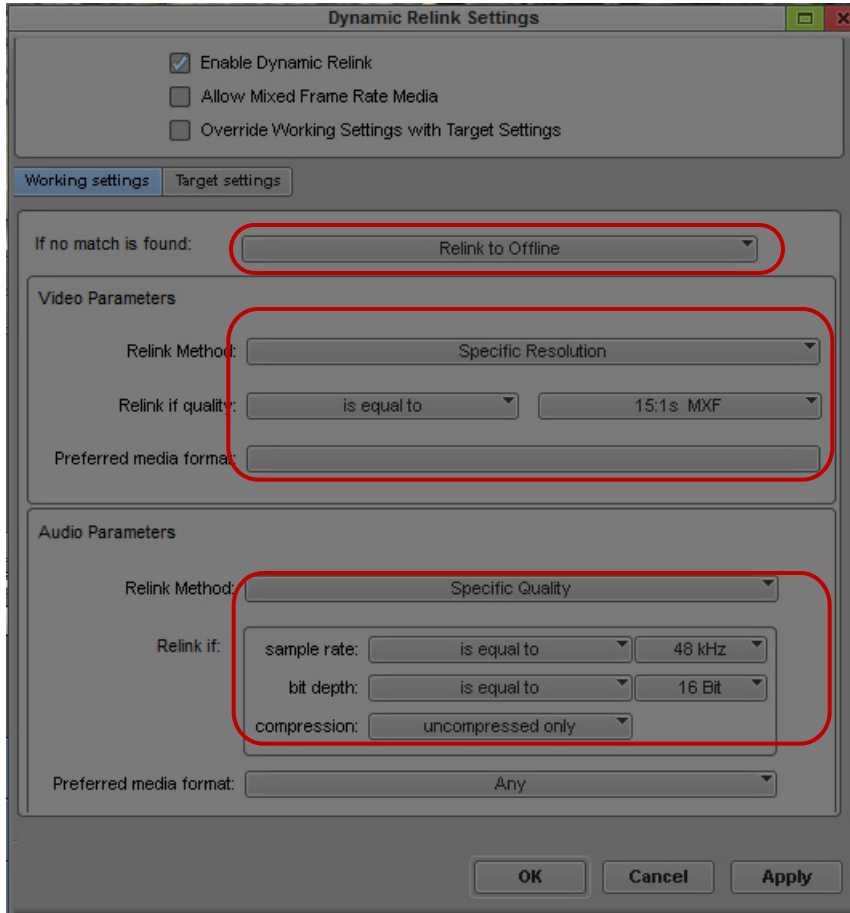 Dynamic Relink Settings
Enable Dynamic Relink
Allow Mixed Frame Rate Media
Override Working Settings with Target Settings
Working settings Target settings
If no match is found: Relink to Offline
Video Parameters
Relink Method: Specific Resolution
Relink if quality: is equal to 15:1s MXF
Preferred media format:
Audio Parameters
Relink Method: Specific Quality
Relink if: sample rate: is equal to 48 kHz
bit depth: is equal to 16 Bit
compression: uncompressed only
Preferred media format: Any
OK Cancel Apply